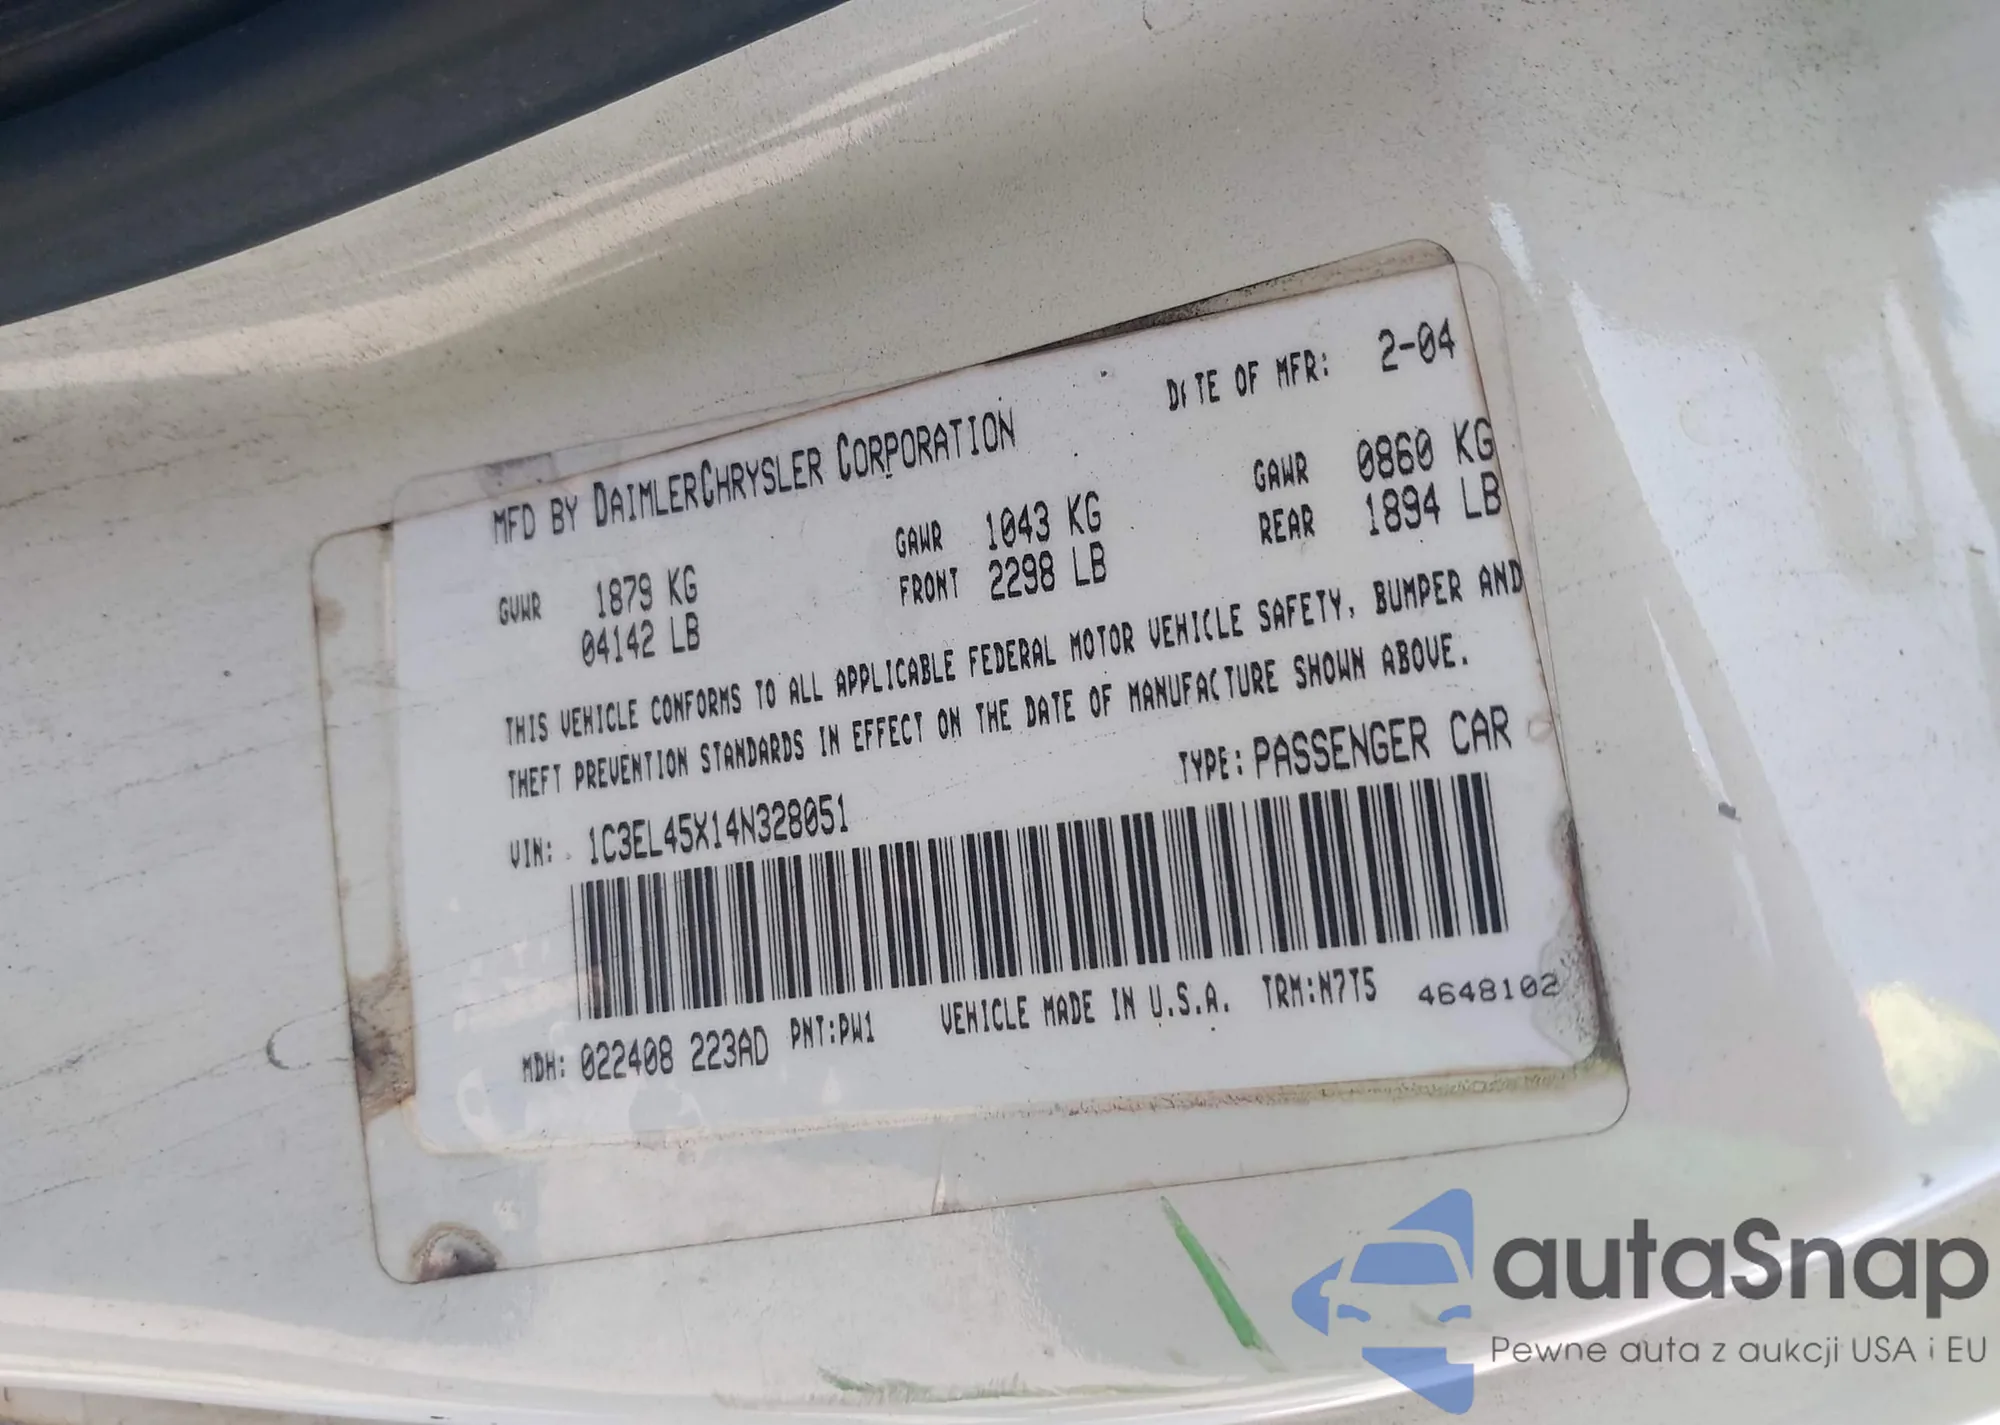 MFD BY DAIMLERCHRYSLER CORPORATION DATE OF MFR: 2-04
GVWR 1879 KG GAWR 1043 KG GAWR 0860 KG
04142 LB FRONT 2298 LB REAR 1894 LB
THIS VEHICLE CONFORMS TO ALL APPLICABLE FEDERAL MOTOR VEHICLE SAFETY, BUMPER AND
THEFT PREVENTION STANDARDS IN EFFECT ON THE DATE OF MANUFACTURE SHOWN ABOVE.
VIN: 1C3EL45X14N328051 TYPE: PASSENGER CAR
MDH: 022408 223AD PNT:PW1 VEHICLE MADE IN U.S.A. TRM:N7T5 4648102
autaSnap
Pewne auta z aukcji USA i EU